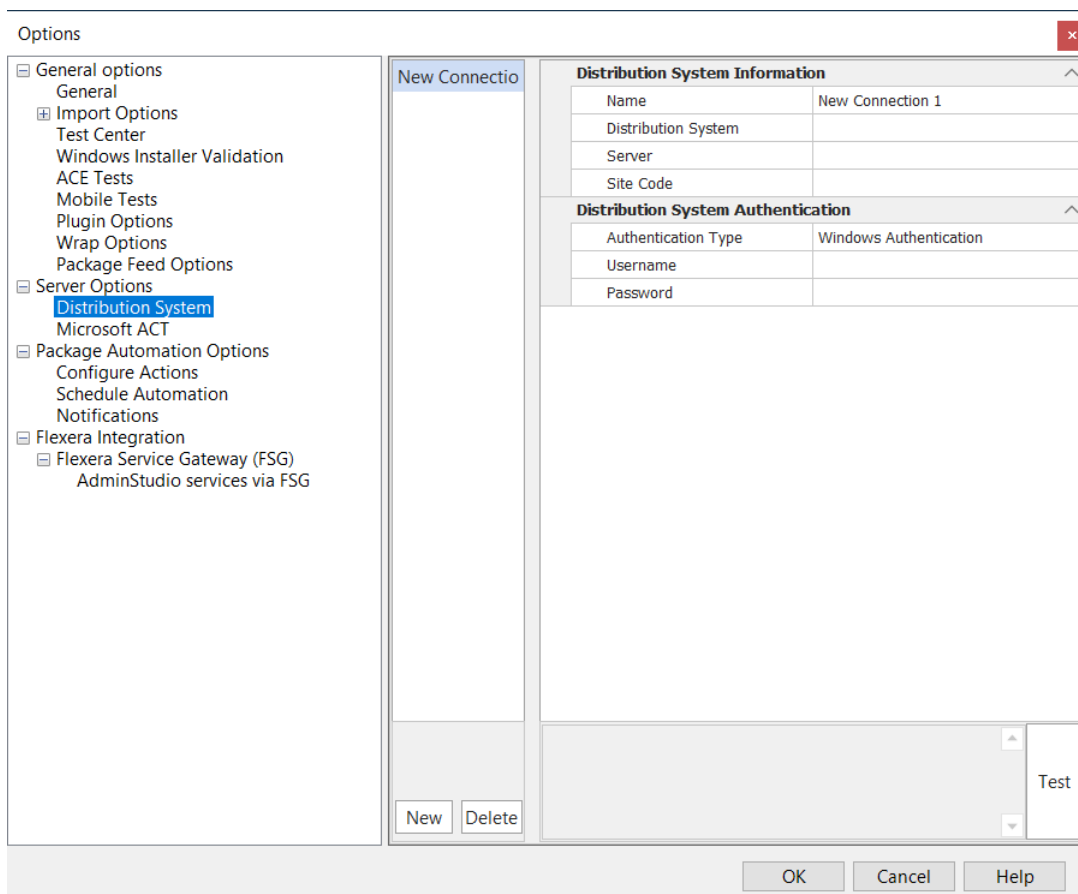 Options
General options
General
Import Options
Test Center
Windows Installer Validation
ACE Tests
Mobile Tests
Plugin Options
Wrap Options
Package Feed Options
Server Options
Distribution System
Microsoft ACT
Package Automation Options
Configure Actions
Schedule Automation
Notifications
Flexera Integration
Flexera Service Gateway (FSG)
AdminStudio services via FSG
New Connectio
New Delete
Distribution System Information
Name New Connection 1
Distribution System
Server
Site Code
Distribution System Authentication
Authentication Type Windows Authentication
Username
Password
Test
OK Cancel Help